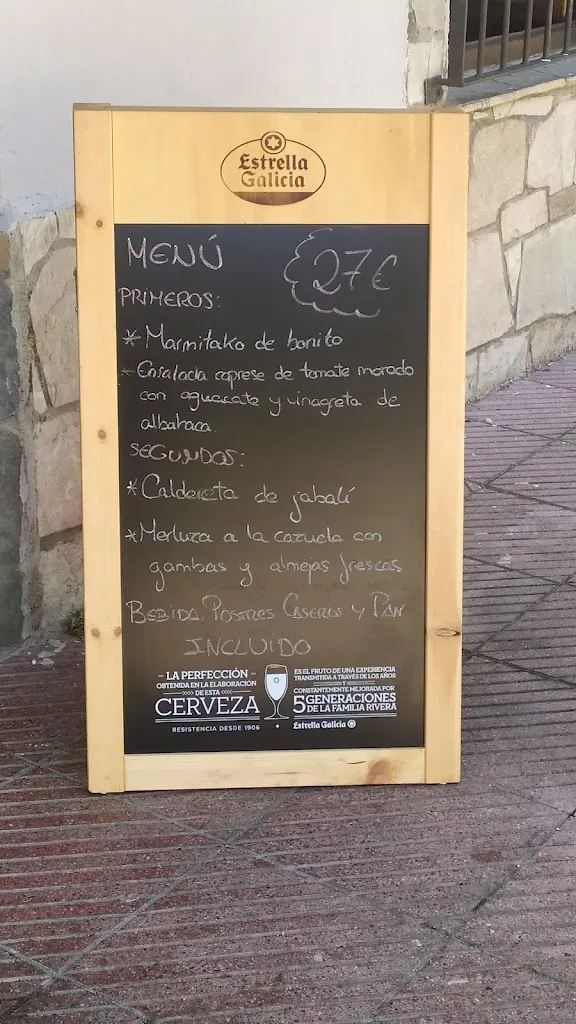 Estrella
Galicia
MENÚ
27€
PRIMEROS:
* Marmitako de bonito
* Ensalada caprese de tomate morado
con aguacate y vinagreta de
albahaca.
SEGUNDOS:
* Caldereta de jabalí
* Merluza a la cazuela con
gambas y almejas frescas
BEBIDA, POSTRES CASEROS Y PAN
INCLUIDO
LA PERFECCIÓN
OBTENIDA EN LA ELABORACIÓN
DE ESTA
CERVEZA
RESISTENCIA DESDE 1906
ES EL FRUTO DE UNA EXPERIENCIA
TRANSMITIDA A TRAVÉS DE LOS AÑOS
Y
CONSTANTEMENTE MEJORADA POR
5 GENERACIONES
DE LA FAMILIA RIVERA
Estrella Galicia